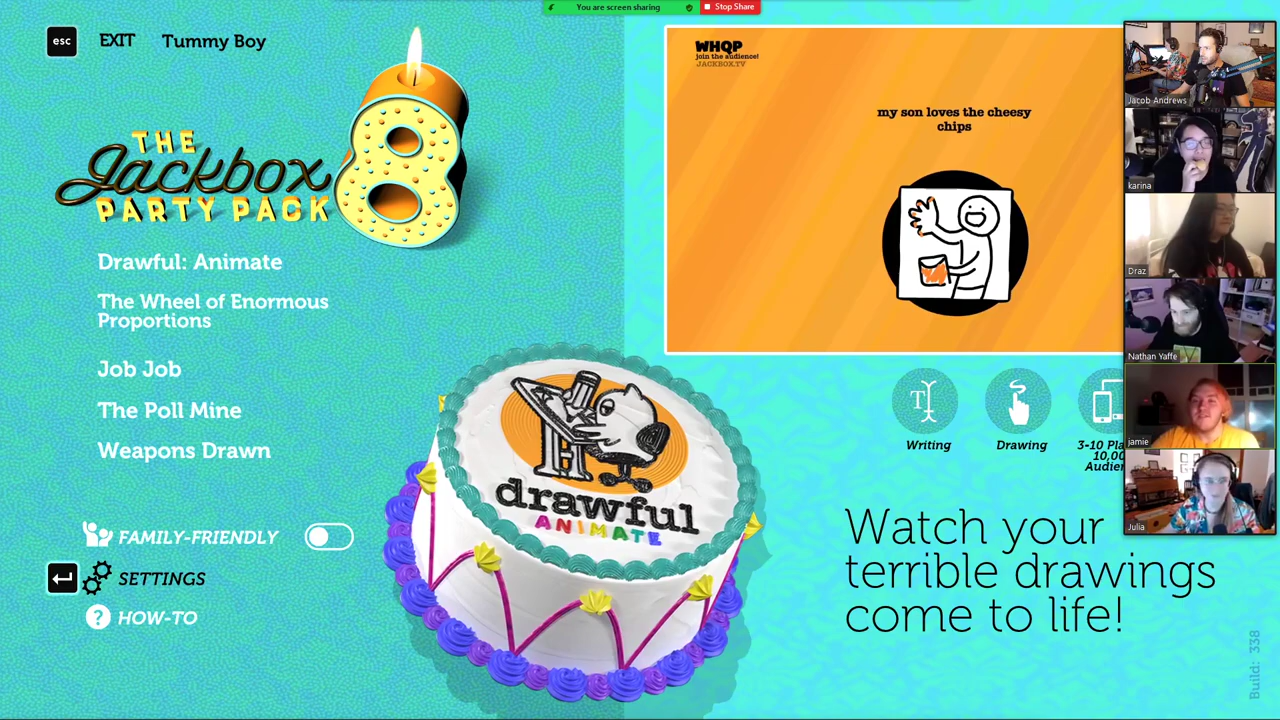 You are screen sharing
Stop Share
esc
EXIT
Tummy Boy
THE
Jackbox
PARTY PACK
8
Drawful: Animate
The Wheel of Enormous
Proportions
Job Job
The Poll Mine
Weapons Drawn
FAMILY-FRIENDLY
SETTINGS
? HOW-TO
drawful
ANIMATE
WHQP
join the audience!
JACKBOX.TV
my son loves the cheesy
chips
T
Writing
Drawing
3-10 Pla
10,00
Audien
Watch your
terrible drawings
come to life!
Build: 338
Jacob Andrews
karina
Draz
Nathan Yaffe
jamie
Julia